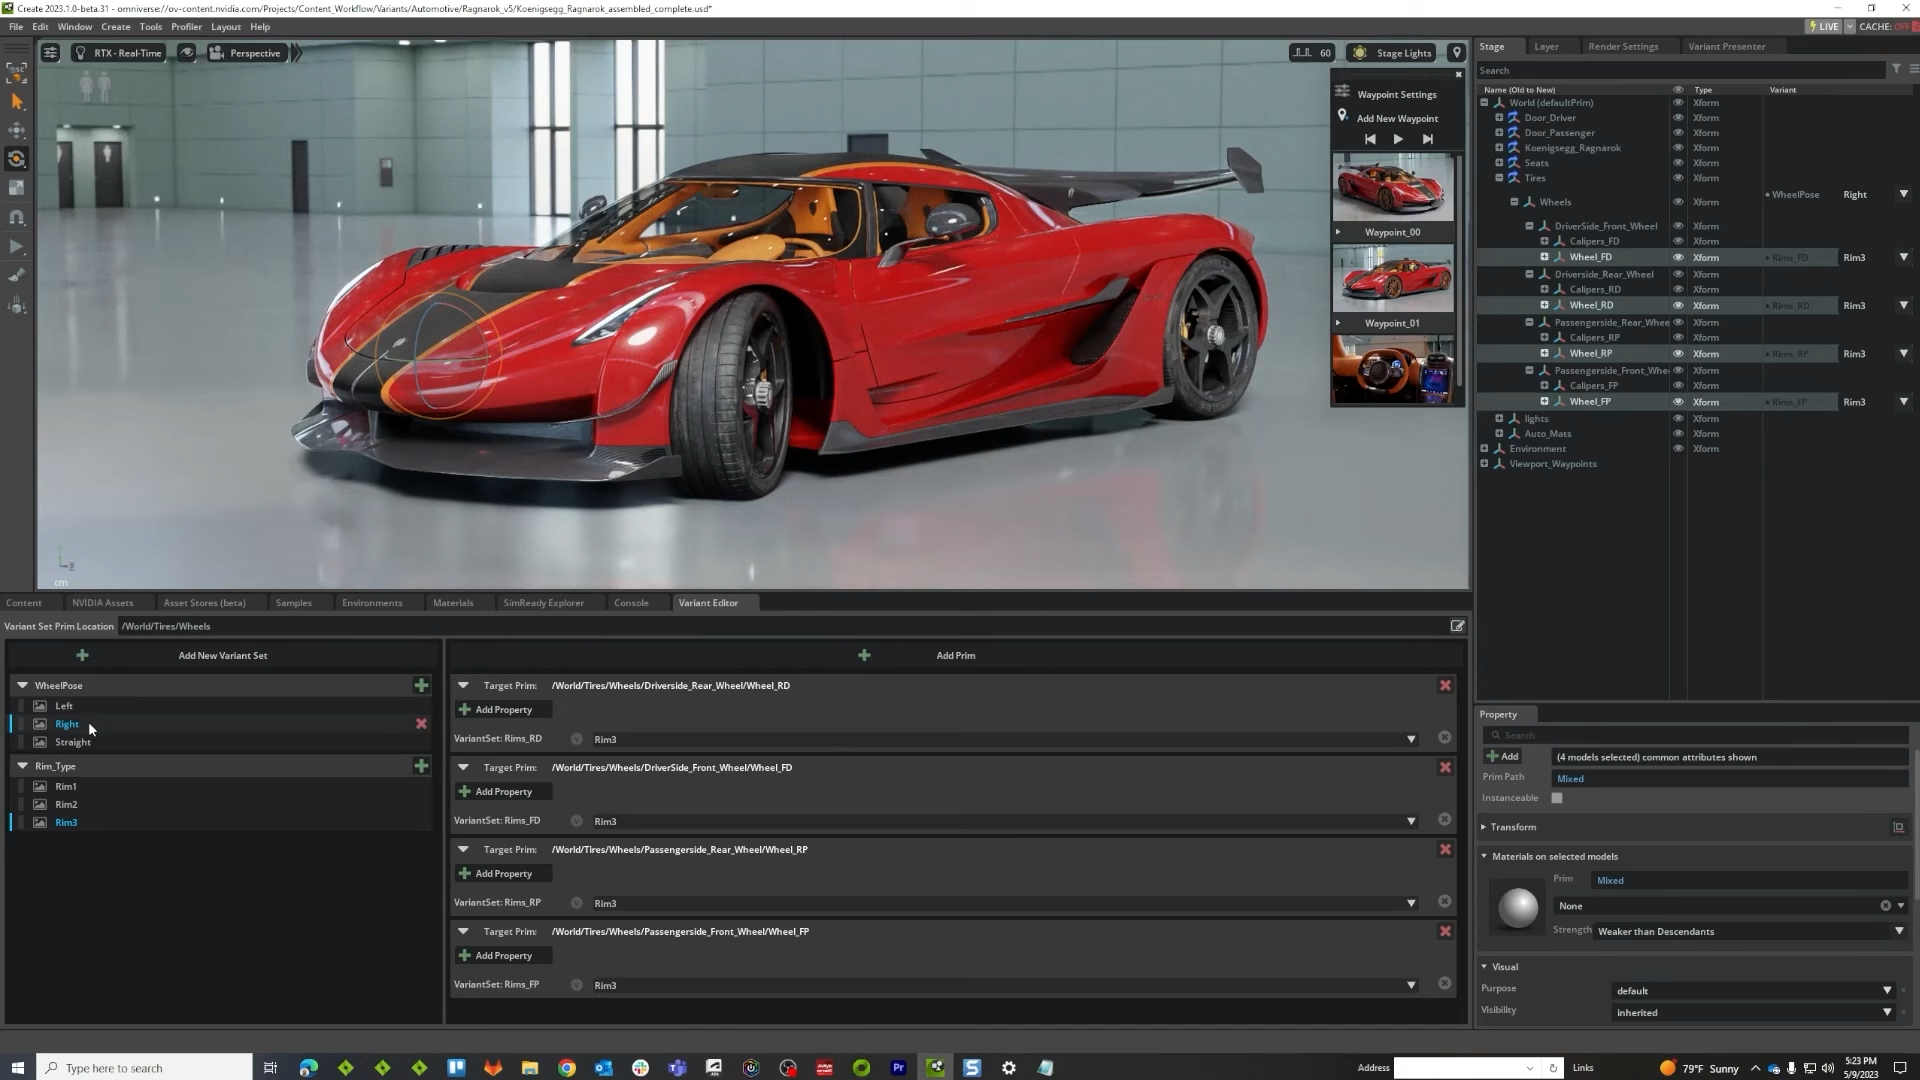 Create 2023.1.0-beta.31 - omniverse://ov-content.nvidia.com/Projects/Content_Workflow/Variants/Automotive/Ragnarok_v5/Koenigsegg_Ragnarok_assembled_complete.usd*
File Edit Window Create Tools Profiler Layout Help
LIVE CACHE: OFF
RTX - Real-Time Perspective 60 Stage Lights
Waypoint Settings
Add New Waypoint
Waypoint_00
Waypoint_01
cm
Stage Layer Render Settings Variant Presenter
Search
Name (Old to New) Type Variant
World (defaultPrim) Xform
Door_Driver Xform
Door_Passenger Xform
Koenigsegg_Ragnarok Xform
Seats Xform
Tires Xform
Wheels Xform WheelPose Right
DriverSide_Front_Wheel Xform
Calipers_FD Xform
Wheel_FD Xform Rims_FD Rim3
Driverside_Rear_Wheel Xform
Calipers_RD Xform
Wheel_RD Xform Rims_RD Rim3
Passengerside_Rear_Whee Xform
Calipers_RP Xform
Wheel_RP Xform Rims_RP Rim3
Passengerside_Front_Whe Xform
Calipers_FP Xform
Wheel_FP Xform Rims_FP Rim3
lights Xform
Auto_Mats Xform
Environment Xform
Viewport_Waypoints
Content NVIDIA Assets Asset Stores (beta) Samples Environments Materials SimReady Explorer Console Variant Editor
Variant Set Prim Location /World/Tires/Wheels
Add New Variant Set
WheelPose
Left
Right
Straight
Rim_Type
Rim1
Rim2
Rim3
Add Prim
Target Prim: /World/Tires/Wheels/Driverside_Rear_Wheel/Wheel_RD
Add Property
VariantSet: Rims_RD Rim3
Target Prim: /World/Tires/Wheels/DriverSide_Front_Wheel/Wheel_FD
Add Property
VariantSet: Rims_FD Rim3
Target Prim: /World/Tires/Wheels/Passengerside_Rear_Wheel/Wheel_RP
Add Property
VariantSet: Rims_RP Rim3
Target Prim: /World/Tires/Wheels/Passengerside_Front_Wheel/Wheel_FP
Add Property
VariantSet: Rims_FP Rim3
Property
Search
Add (4 models selected) common attributes shown
Prim Path Mixed
Instanceable
Transform
Materials on selected models
Prim Mixed
None
Strength Weaker than Descendants
Visual
Purpose default
Visibility inherited
Type here to search
Address Links 79°F Sunny 5:23 PM
5/9/2023